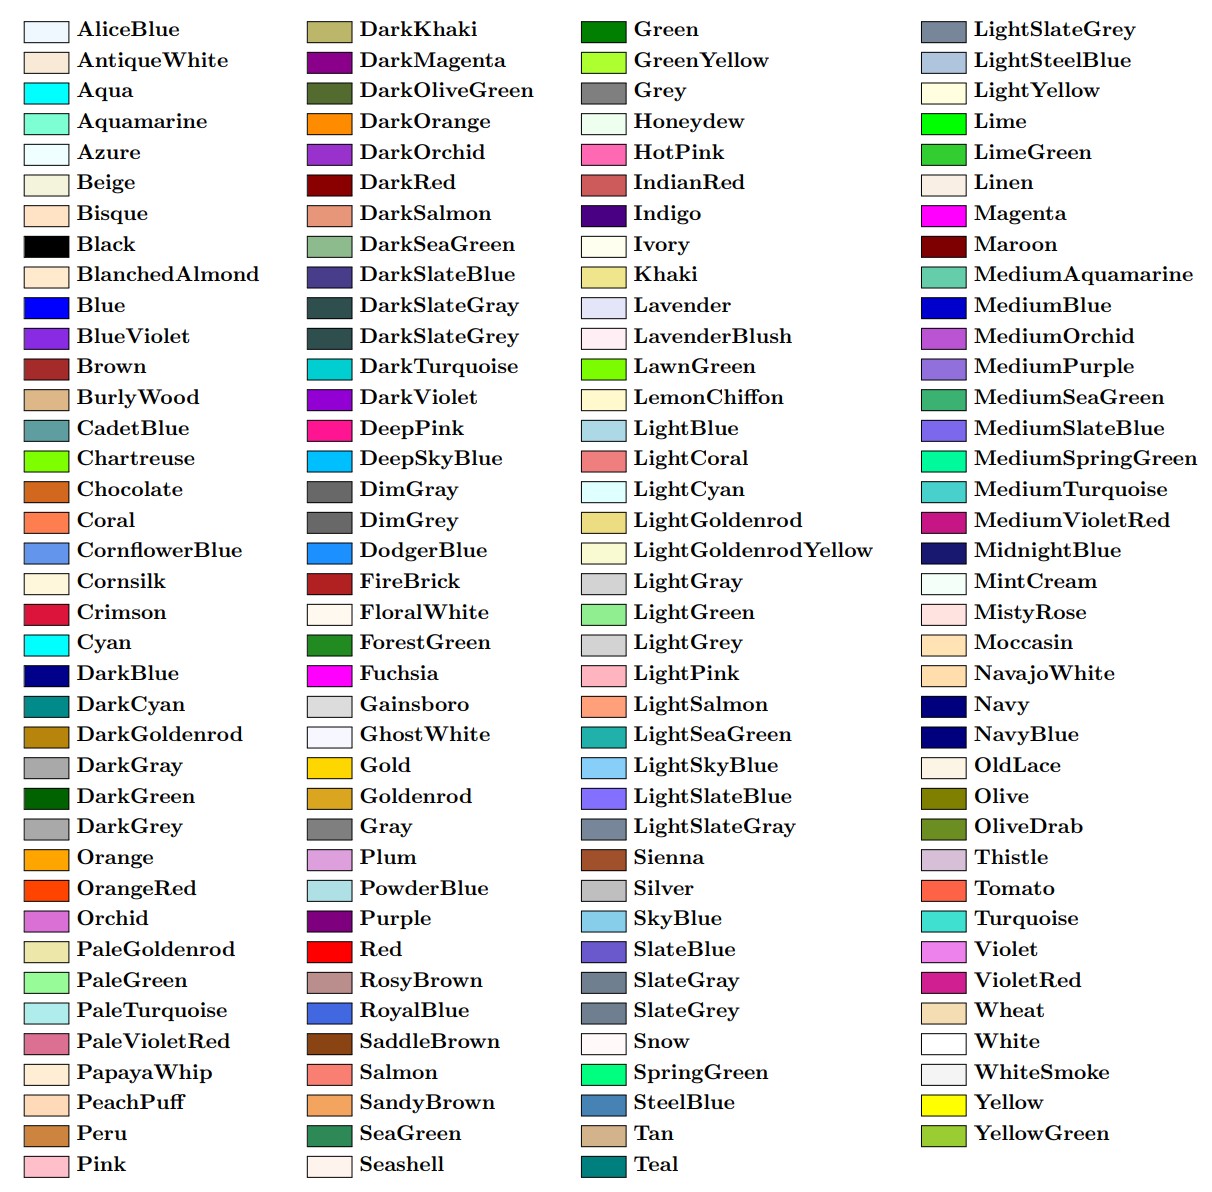 AliceBlue
AntiqueWhite
Aqua
Aquamarine
Azure
Beige
Bisque
Black
BlanchedAlmond
Blue
BlueViolet
Brown
BurlyWood
CadetBlue
Chartreuse
Chocolate
Coral
CornflowerBlue
Cornsilk
Crimson
Cyan
DarkBlue
DarkCyan
DarkGoldenrod
DarkGray
DarkGreen
DarkGrey
Orange
OrangeRed
Orchid
PaleGoldenrod
PaleGreen
PaleTurquoise
PaleVioletRed
PapayaWhip
PeachPuff
Peru
Pink
DarkKhaki
DarkMagenta
DarkOliveGreen
DarkOrange
DarkOrchid
DarkRed
DarkSalmon
DarkSeaGreen
DarkSlateBlue
DarkSlateGray
DarkSlateGrey
DarkTurquoise
DarkViolet
DeepPink
DeepSkyBlue
DimGray
DimGrey
DodgerBlue
FireBrick
FloralWhite
ForestGreen
Fuchsia
Gainsboro
GhostWhite
Gold
Goldenrod
Gray
Plum
PowderBlue
Purple
Red
RosyBrown
RoyalBlue
SaddleBrown
Salmon
SandyBrown
SeaGreen
Seashell
Green
GreenYellow
Grey
Honeydew
HotPink
IndianRed
Indigo
Ivory
Khaki
Lavender
LavenderBlush
LawnGreen
LemonChiffon
LightBlue
LightCoral
LightCyan
LightGoldenrod
LightGoldenrodYellow
LightGray
LightGreen
LightGrey
LightPink
LightSalmon
LightSeaGreen
LightSkyBlue
LightSlateBlue
LightSlateGray
Sienna
Silver
SkyBlue
SlateBlue
SlateGray
SlateGrey
Snow
SpringGreen
SteelBlue
Tan
Teal
LightSlateGrey
LightSteelBlue
LightYellow
Lime
LimeGreen
Linen
Magenta
Maroon
MediumAquamarine
MediumBlue
MediumOrchid
MediumPurple
MediumSeaGreen
MediumSlateBlue
MediumSpringGreen
MediumTurquoise
MediumVioletRed
MidnightBlue
MintCream
MistyRose
Moccasin
NavajoWhite
Navy
NavyBlue
OldLace
Olive
OliveDrab
Thistle
Tomato
Turquoise
Violet
VioletRed
Wheat
White
WhiteSmoke
Yellow
YellowGreen